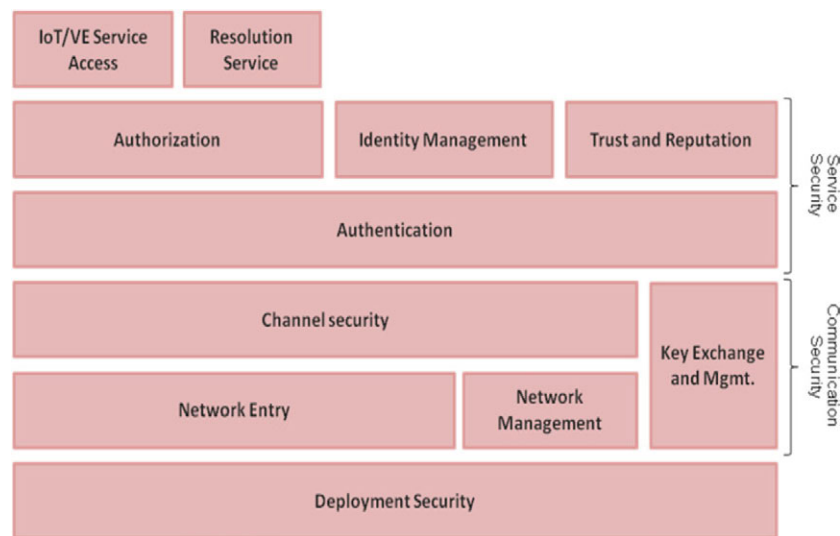 IoT/VE Service
Access
Resolution
Service
Authorization
Identity Management
Trust and Reputation
Service
Security
Authentication
Channel security
Key Exchange
and Mgmt.
Communication
Security
Network Entry
Network
Management
Deployment Security